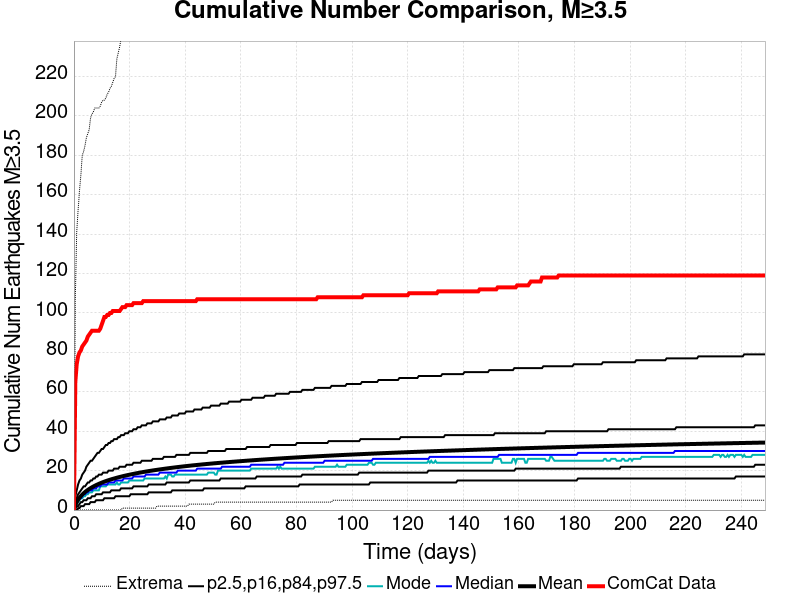 Cumulative Number Comparison, M≥3.5
Cumulative Num Earthquakes M≥3.5
220
200
180
160
140
120
100
80
60
40
20
0
0 20 40 60 80 100 120 140 160 180 200 220 240
Time (days)
Extrema p2.5,p16,p84,p97.5 Mode Median Mean ComCat Data